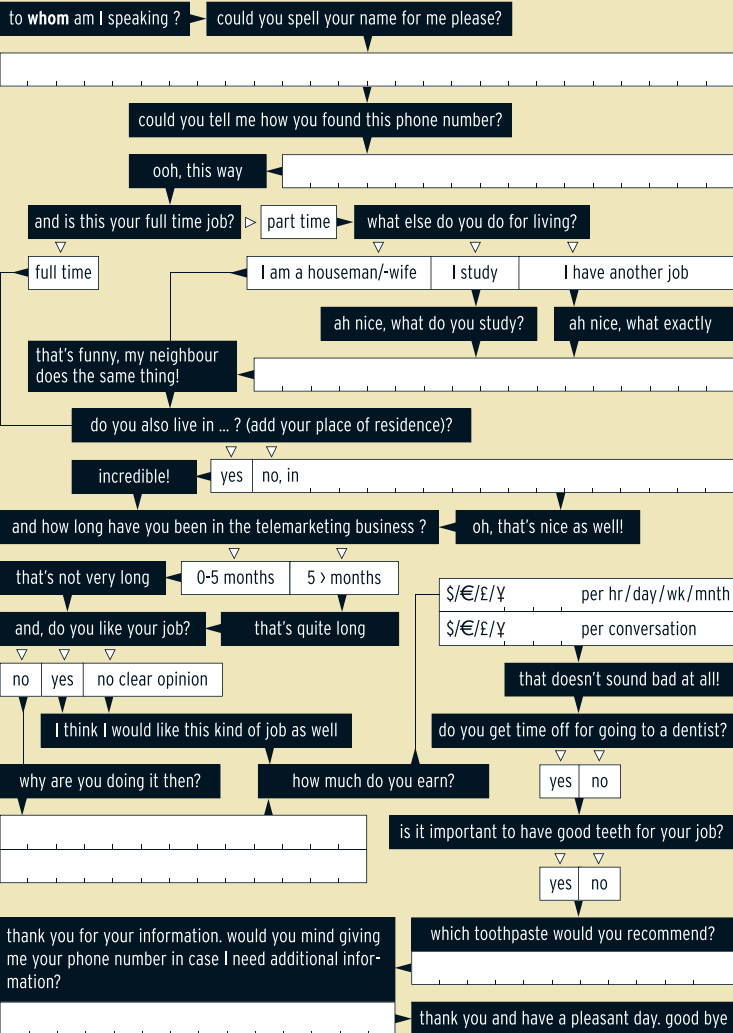 to whom am I speaking ?
could you spell your name for me please?
could you tell me how you found this phone number?
ooh, this way
and is this your full time job?
part time
what else do you do for living?
full time
I am a houseman/-wife
I study
I have another job
ah nice, what do you study?
ah nice, what exactly
that's funny, my neighbour
does the same thing!
do you also live in ... ? (add your place of residence)?
incredible!
yes
no, in
and how long have you been in the telemarketing business ?
oh, that's nice as well!
that's not very long
0-5 months
5 > months
$/€/£/¥ per hr/day/wk/mnth
and, do you like your job?
that's quite long
$/€/£/¥ per conversation
no
yes
no clear opinion
that doesn't sound bad at all!
I think I would like this kind of job as well
do you get time off for going to a dentist?
why are you doing it then?
how much do you earn?
yes
no
is it important to have good teeth for your job?
yes
no
thank you for your information. would you mind giving
me your phone number in case I need additional infor-
mation?
which toothpaste would you recommend?
thank you and have a pleasant day. good bye